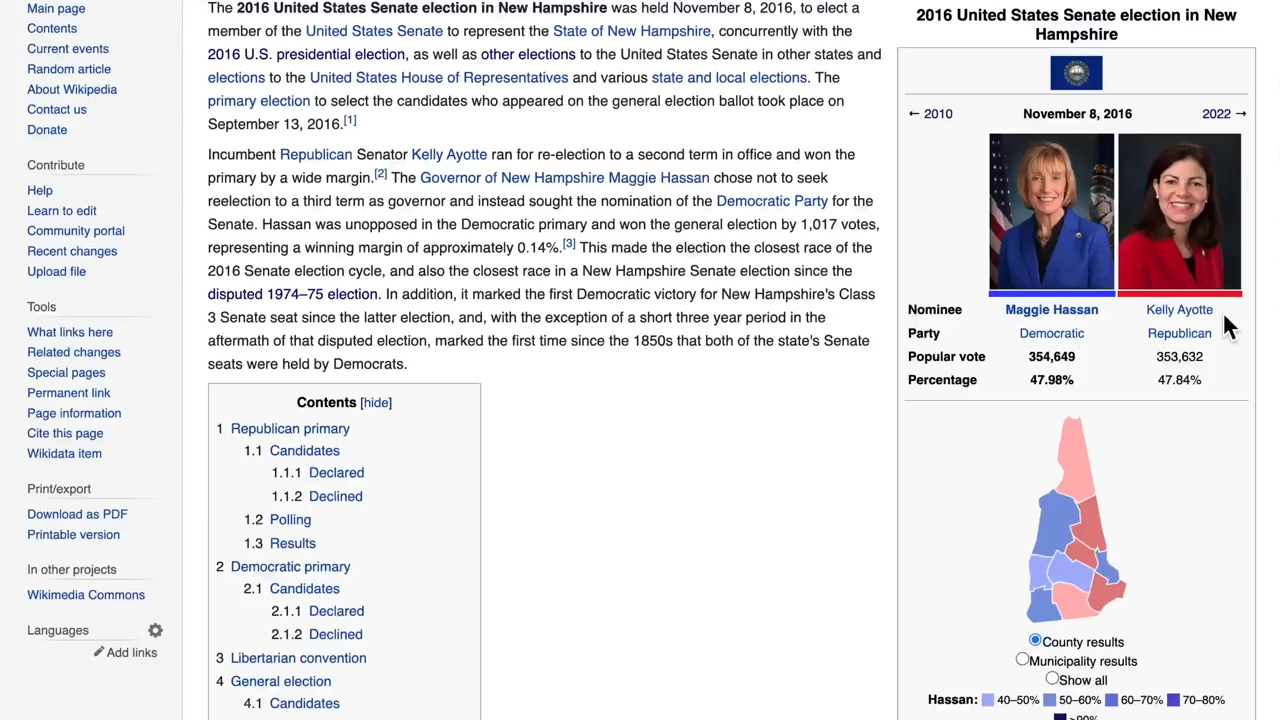 Main page
Contents
Current events
Random article
About Wikipedia
Contact us
Donate
Contribute
Help
Learn to edit
Community portal
Recent changes
Upload file
Tools
What links here
Related changes
Special pages
Permanent link
Page information
Cite this page
Wikidata item
Print/export
Download as PDF
Printable version
In other projects
Wikimedia Commons
Languages
Add links
The 2016 United States Senate election in New Hampshire was held November 8, 2016, to elect a
member of the United States Senate to represent the State of New Hampshire, concurrently with the
2016 U.S. presidential election, as well as other elections to the United States Senate in other states and
elections to the United States House of Representatives and various state and local elections. The
primary election to select the candidates who appeared on the general election ballot took place on
September 13, 2016.[1]
Incumbent Republican Senator Kelly Ayotte ran for re-election to a second term in office and won the
primary by a wide margin.[2] The Governor of New Hampshire Maggie Hassan chose not to seek
reelection to a third term as governor and instead sought the nomination of the Democratic Party for the
Senate. Hassan was unopposed in the Democratic primary and won the general election by 1,017 votes,
representing a winning margin of approximately 0.14%.[3] This made the election the closest race of the
2016 Senate election cycle, and also the closest race in a New Hampshire Senate election since the
disputed 1974–75 election. In addition, it marked the first Democratic victory for New Hampshire's Class
3 Senate seat since the latter election, and, with the exception of a short three year period in the
aftermath of that disputed election, marked the first time since the 1850s that both of the state's Senate
seats were held by Democrats.
Contents [hide]
1 Republican primary
1.1 Candidates
1.1.1 Declared
1.1.2 Declined
1.2 Polling
1.3 Results
2 Democratic primary
2.1 Candidates
2.1.1 Declared
2.1.2 Declined
3 Libertarian convention
4 General election
4.1 Candidates
2016 United States Senate election in New
Hampshire
← 2010 November 8, 2016 2022 →
Nominee Maggie Hassan Kelly Ayotte
Party Democratic Republican
Popular vote 354,649 353,632
Percentage 47.98% 47.84%
County results
Municipality results
Show all
Hassan: 40–50% 50–60% 60–70% 70–80%
>90%